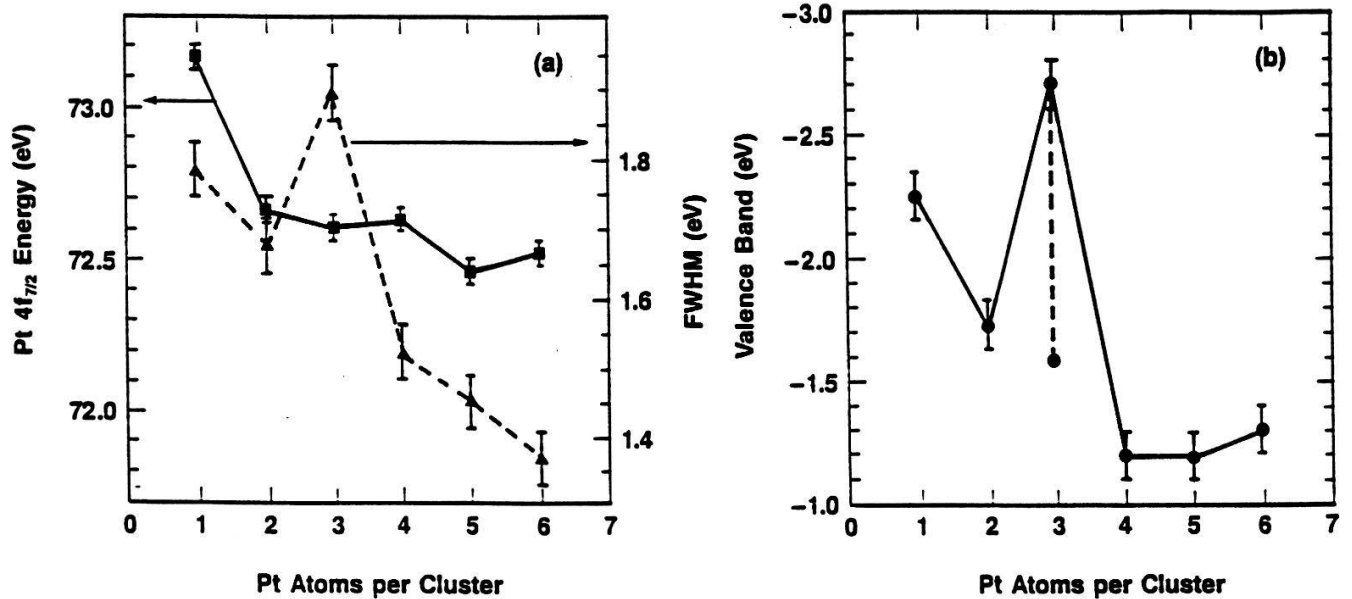 (a)
73.0
72.5
72.0
Pt 4f7/2 Energy (eV)
1.8
1.6
1.4
FWHM (eV)
0 1 2 3 4 5 6 7
Pt Atoms per Cluster
(b)
−3.0
−2.5
−2.0
−1.5
−1.0
Valence Band (eV)
0 1 2 3 4 5 6 7
Pt Atoms per Cluster